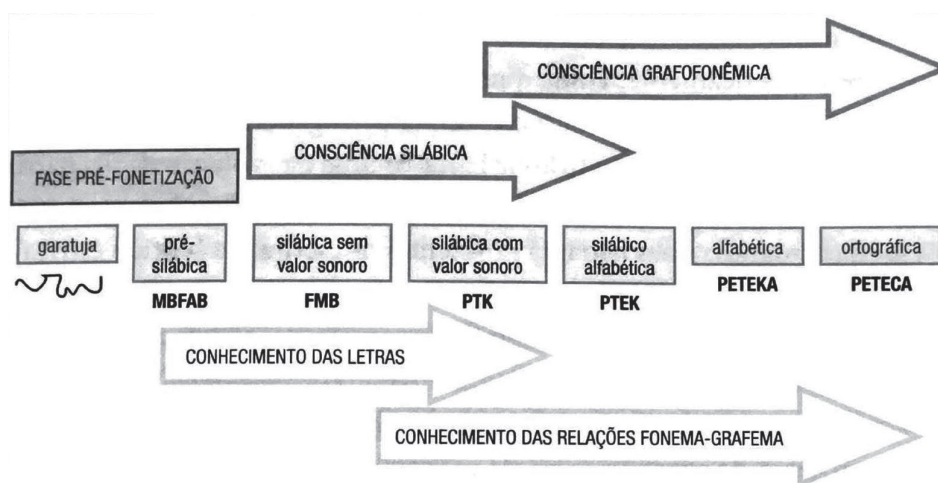 CONSCIÊNCIA GRAFOFONÊMICA
CONSCIÊNCIA SILÁBICA
FASE PRÉ-FONETIZAÇÃO
garatuja
pré-
silábica
MBFAB
silábica sem
valor sonoro
FMB
silábica com
valor sonoro
PTK
silábico
alfabética
PTEK
alfabética
PETEKA
ortográfica
PETECA
CONHECIMENTO DAS LETRAS
CONHECIMENTO DAS RELAÇÕES FONEMA-GRAFEMA